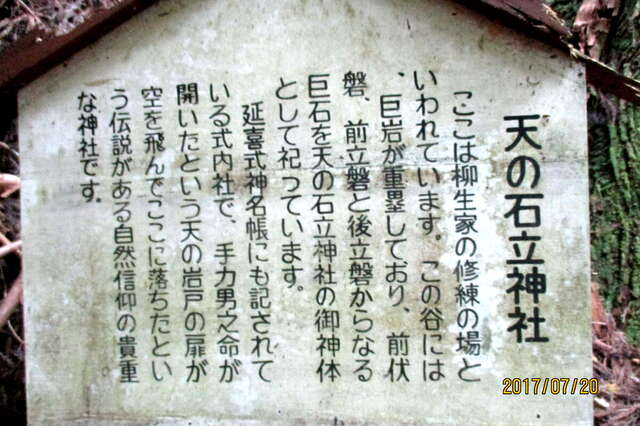 天の石立神社
ここは柳生家の修練の場と
いわれています。この谷には
、巨岩が重塁しており、前伏
磐、前立磐と後立磐からなる
巨石を天の石立神社の御神体
として祀っています。
延喜式神名帳にも記されて
いる式内社で、手力男之命が
開いたという天の岩戸の扉が
空を飛んでここに落ちたとい
う伝説がある自然信仰の貴重
な神社です。
2017/07/20